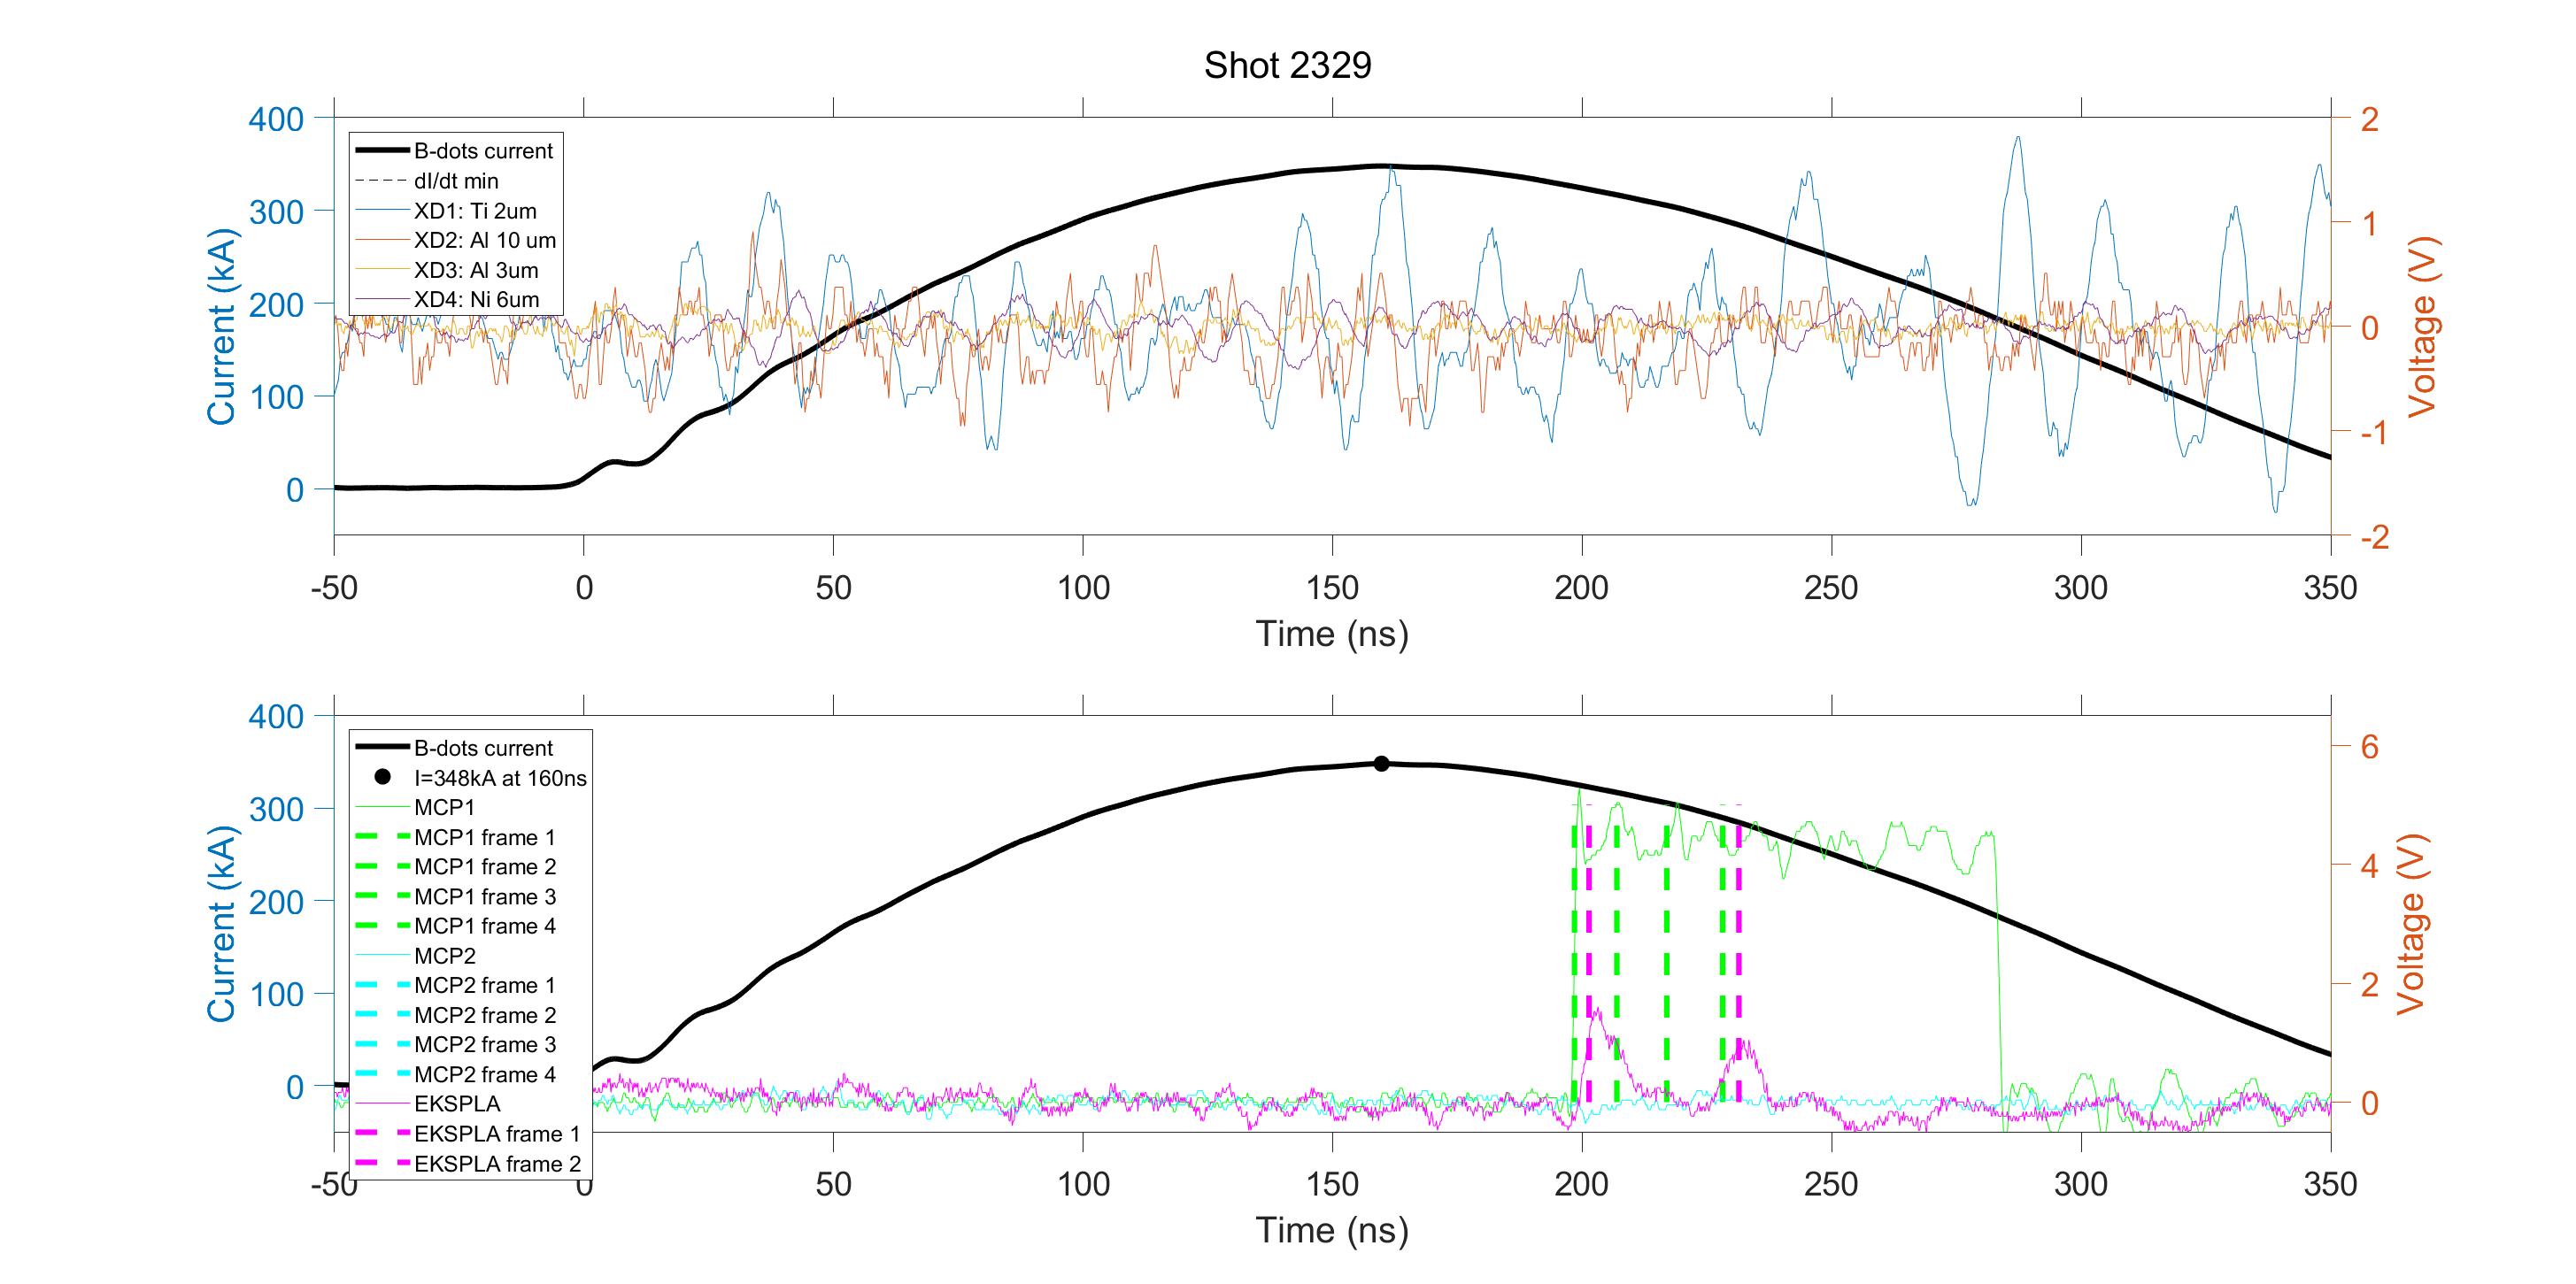 Shot 2329
400
300
200
100
0
Current (kA)
B-dots current
dI/dt min
XD1: Ti 2um
XD2: Al 10 um
XD3: Al 3um
XD4: Ni 6um
2
1
0
-1
-2
Voltage (V)
-50 0 50 100 150 200 250 300 350
Time (ns)
400
300
200
100
0
Current (kA)
B-dots current
I=348kA at 160ns
MCP1
MCP1 frame 1
MCP1 frame 2
MCP1 frame 3
MCP1 frame 4
MCP2
MCP2 frame 1
MCP2 frame 2
MCP2 frame 3
MCP2 frame 4
EKSPLA
EKSPLA frame 1
EKSPLA frame 2
6
4
2
0
Voltage (V)
-50 0 50 100 150 200 250 300 350
Time (ns)